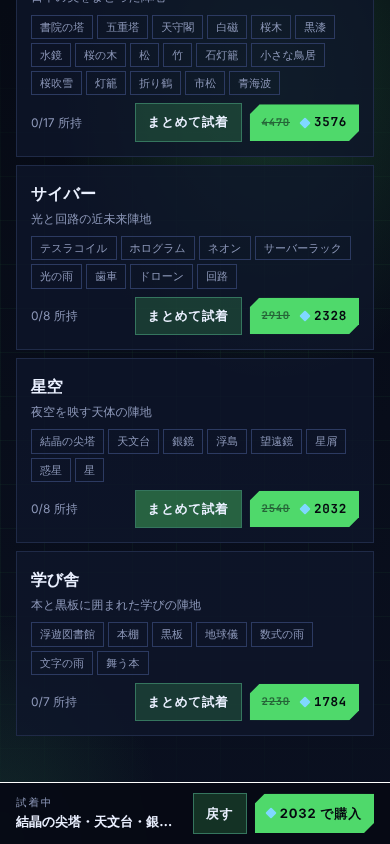 書院の塔 五重塔 天守閣 白磁 桜木 黒漆
水鏡 桜の木 松 竹 石灯籠 小さな鳥居
桜吹雪 灯籠 折り鶴 市松 青海波
0/17 所持 まとめて試着 4470 3576
サイバー
光と回路の近未来陣地
テスラコイル ホログラム ネオン サーバーラック
光の雨 歯車 ドローン 回路
0/8 所持 まとめて試着 2910 2328
星空
夜空を映す天体の陣地
結晶の尖塔 天文台 銀鏡 浮島 望遠鏡 星屑
惑星 星
0/8 所持 まとめて試着 2540 2032
学び舎
本と黒板に囲まれた学びの陣地
浮遊図書館 本棚 黒板 地球儀 数式の雨
文字の雨 舞う本
0/7 所持 まとめて試着 2230 1784
試着中
結晶の尖塔・天文台・銀… 戻す 2032 で購入